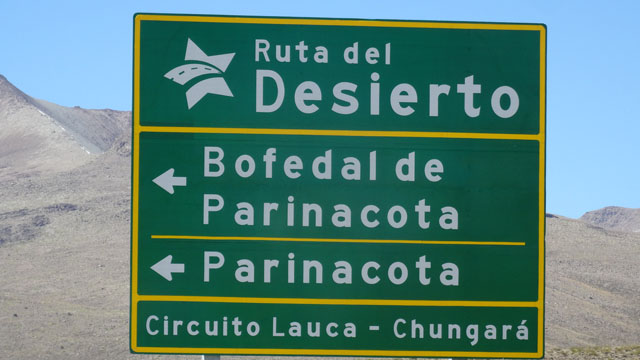 Ruta del
Desierto
Bofedal de
Parinacota
Parinacota
Circuito Lauca - Chungará